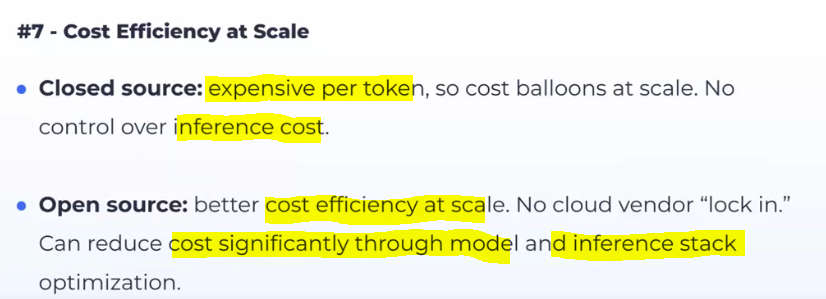 #7 - Cost Efficiency at Scale
Closed source: expensive per token, so cost balloons at scale. No
control over inference cost.
Open source: better cost efficiency at scale. No cloud vendor “lock in.”
Can reduce cost significantly through model and inference stack
optimization.